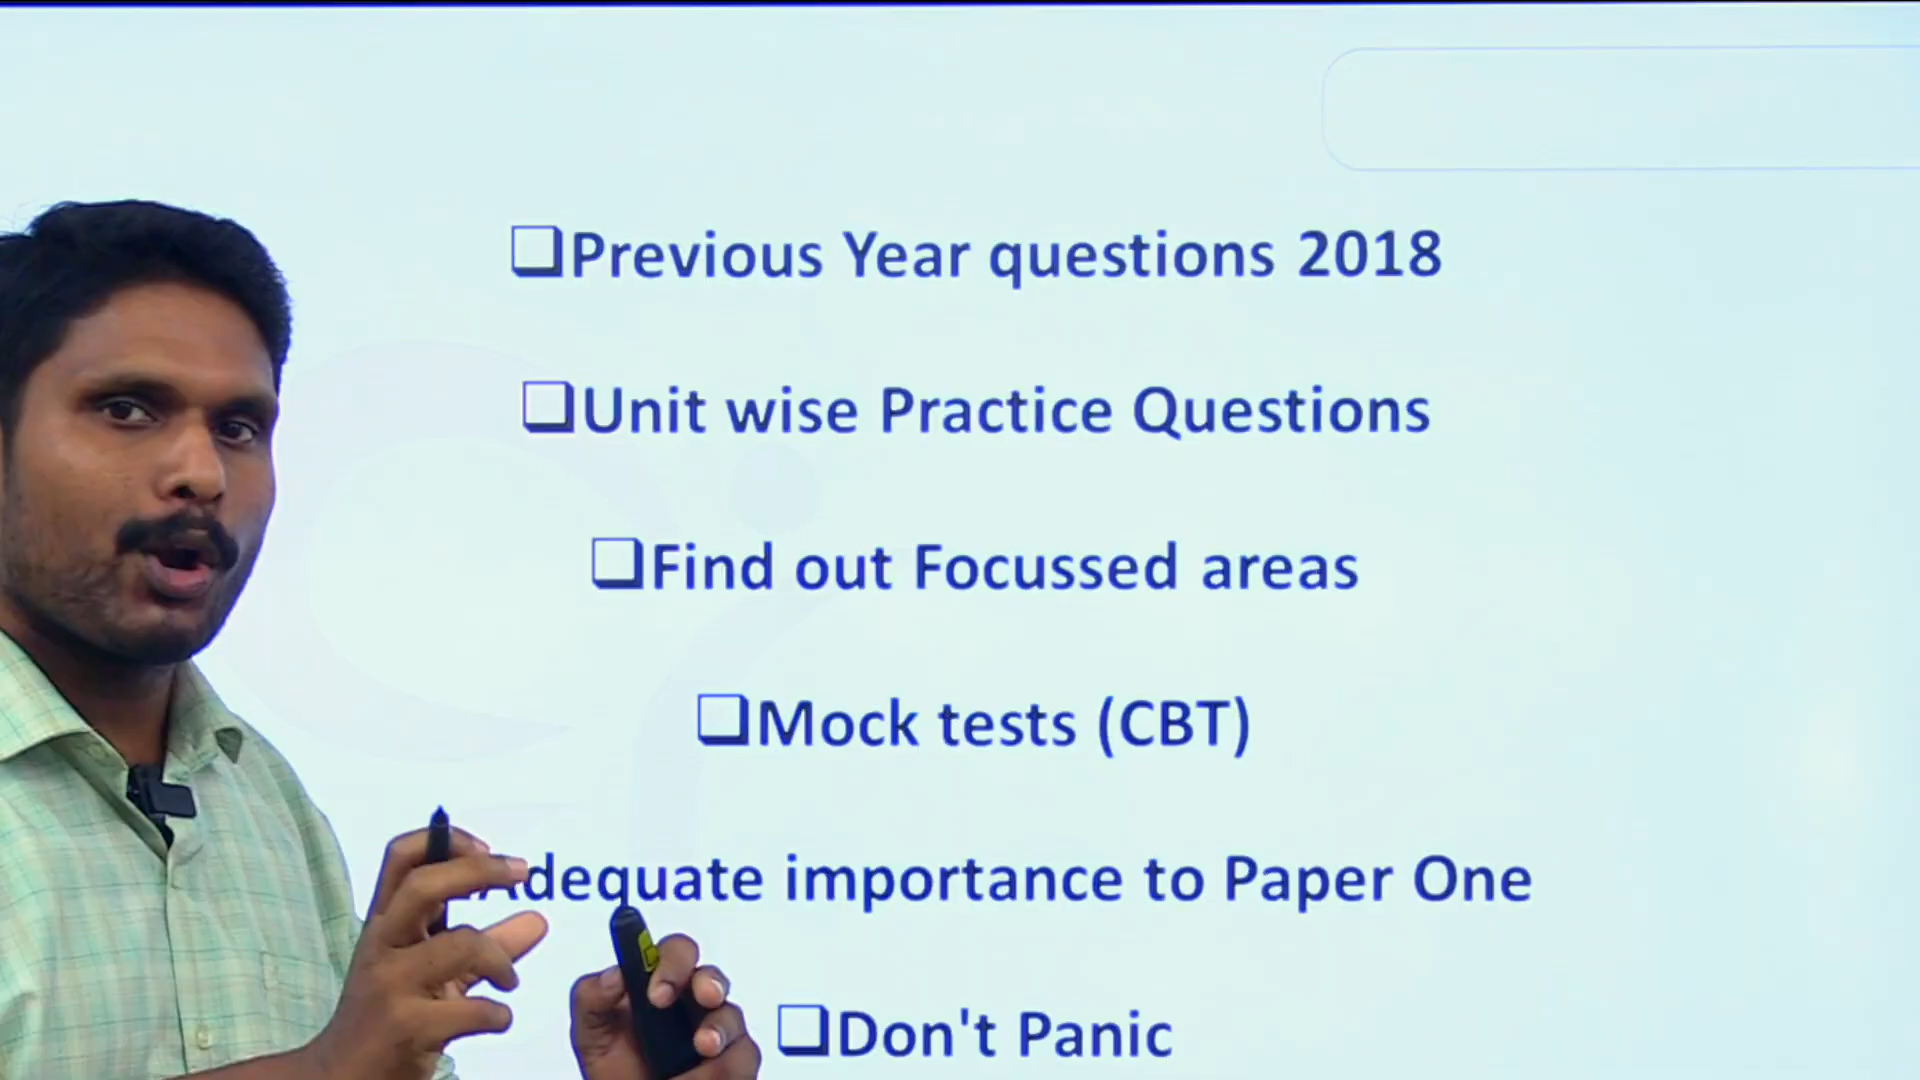 ❑Previous Year questions 2018
❑Unit wise Practice Questions
❑Find out Focussed areas
❑Mock tests (CBT)
Adequate importance to Paper One
❑Don't Panic